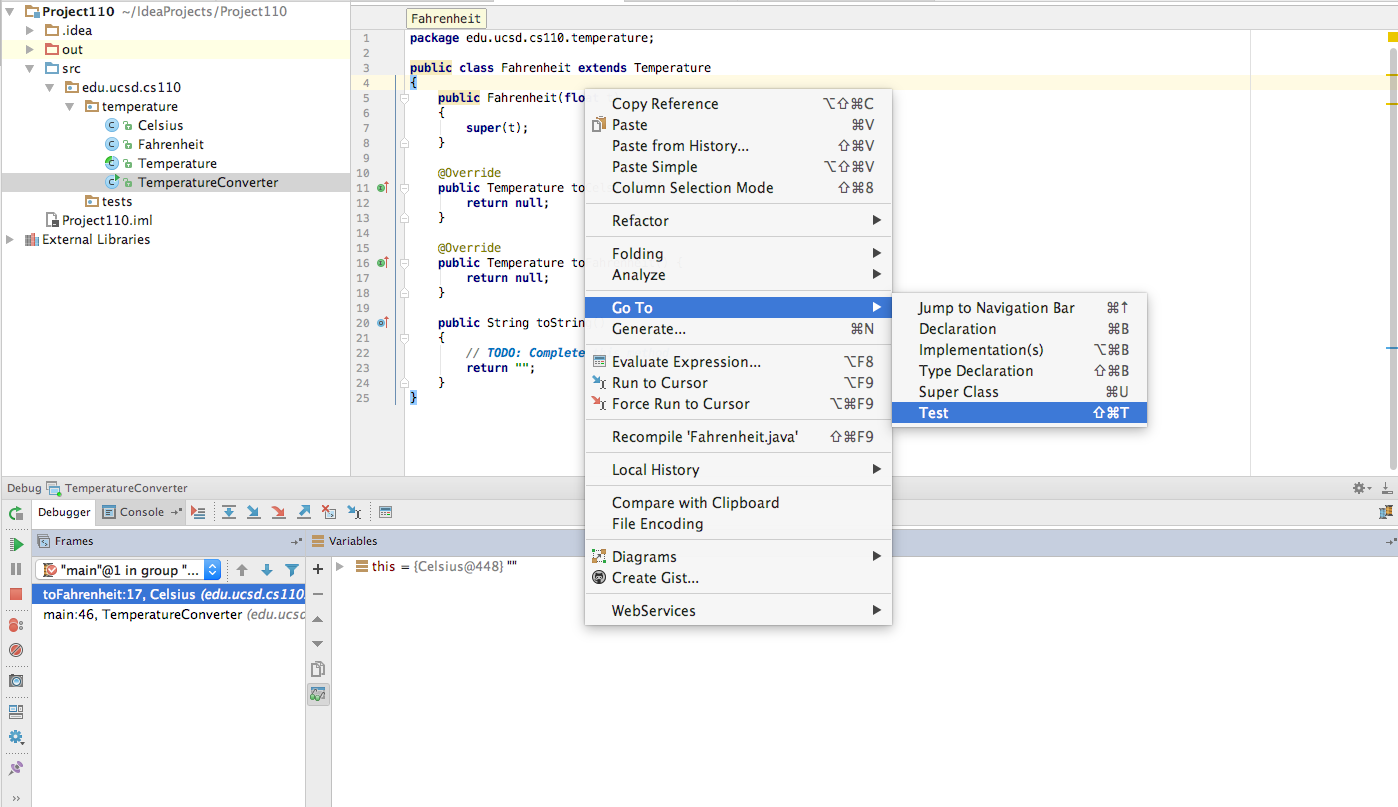 Project110 ~/IdeaProjects/Project110
.idea
out
src
edu.ucsd.cs110
temperature
Celsius
Fahrenheit
Temperature
TemperatureConverter
tests
Project110.iml
External Libraries
Fahrenheit
1 package edu.ucsd.cs110.temperature;
2
3 public class Fahrenheit extends Temperature
4 {
5 public Fahrenheit(float
6 {
7 super(t);
8 }
9
10 @Override
11 public Temperature to
12 return null;
13 }
14
15 @Override
16 public Temperature to
17 return null;
18 }
19
20 public String toString
21 {
22 // TODO: Complete
23 return "";
24 }
25 }
Copy Reference ⌥⇧⌘C
Paste ⌘V
Paste from History... ⇧⌘V
Paste Simple ⌥⇧⌘V
Column Selection Mode ⇧⌘8
Refactor
Folding
Analyze
Go To
Generate... ⌘N
Evaluate Expression... ⌥F8
Run to Cursor ⌥F9
Force Run to Cursor ⌥⌘F9
Recompile 'Fahrenheit.java' ⇧⌘F9
Local History
Compare with Clipboard
File Encoding
Diagrams
Create Gist...
WebServices
Jump to Navigation Bar ⌘↑
Declaration ⌘B
Implementation(s) ⌥⌘B
Type Declaration ⇧⌘B
Super Class ⌘U
Test ⇧⌘T
Debug TemperatureConverter
Debugger Console
Frames
Variables
"main"@1 in group "...
toFahrenheit:17, Celsius (edu.ucsd.cs110.
main:46, TemperatureConverter (edu.ucsd
this = {Celsius@448} ""